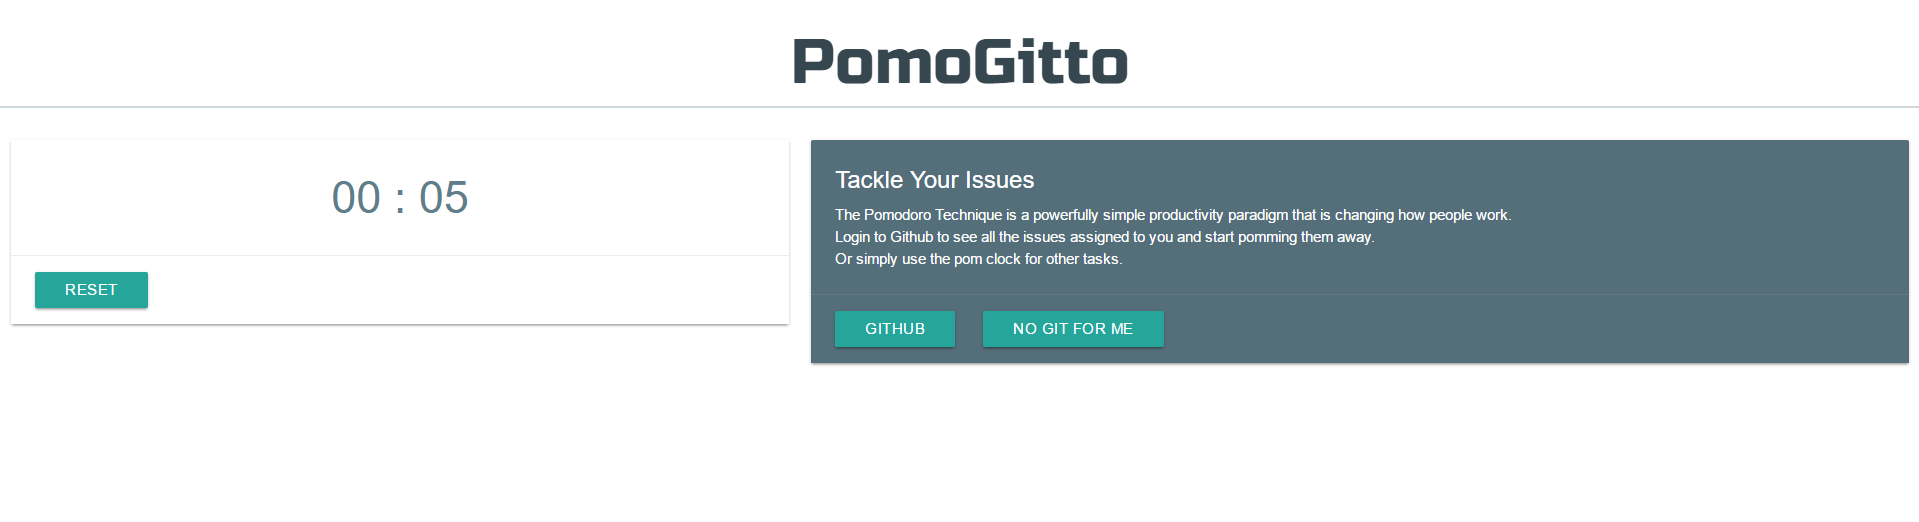 PomoGitto
00 : 05
RESET
Tackle Your Issues
The Pomodoro Technique is a powerfully simple productivity paradigm that is changing how people work.
Login to Github to see all the issues assigned to you and start pomming them away.
Or simply use the pom clock for other tasks.
GITHUB
NO GIT FOR ME